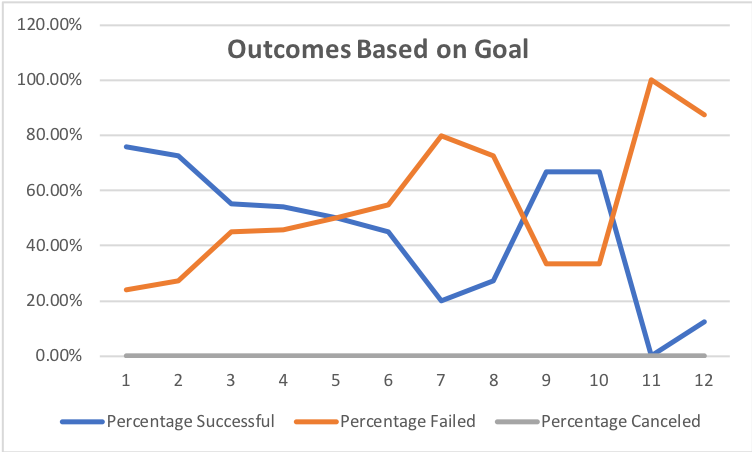 Outcomes Based on Goal
120.00%
100.00%
80.00%
60.00%
40.00%
20.00%
0.00%
1 2 3 4 5 6 7 8 9 10 11 12
Percentage Successful Percentage Failed Percentage Canceled